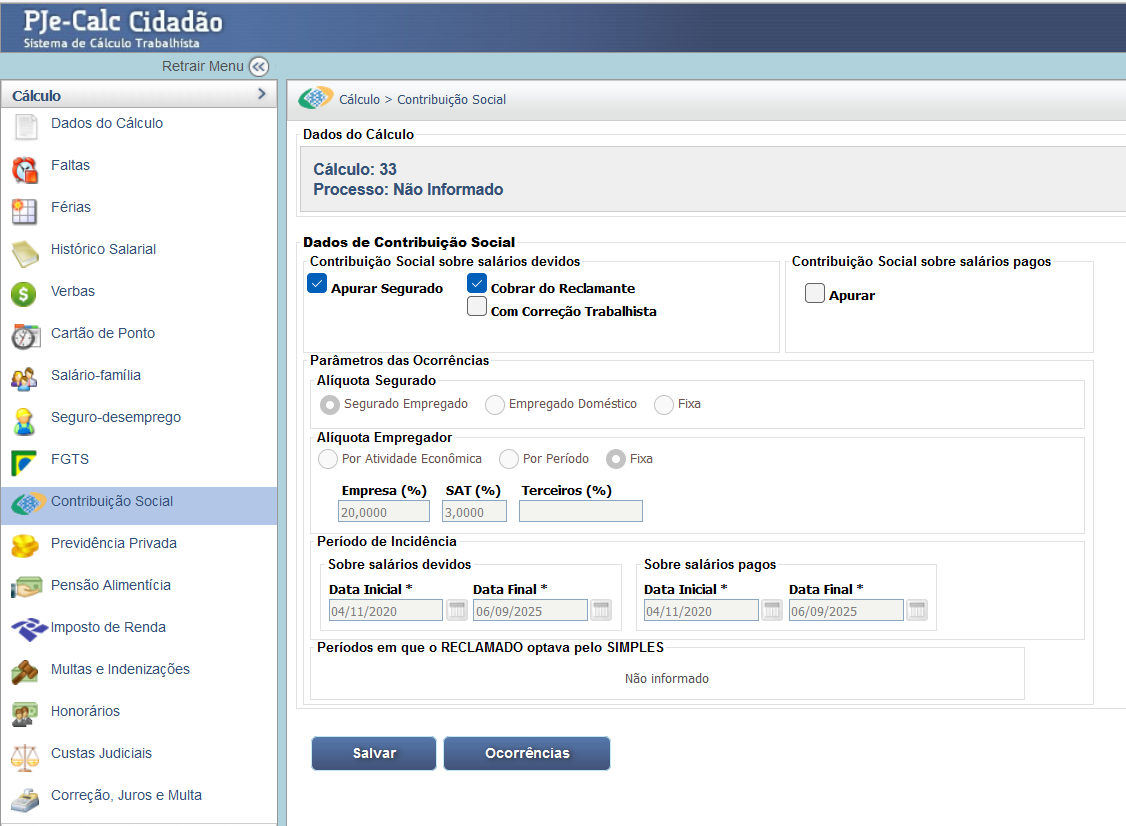 PJe-Calc Cidadão
Sistema de Cálculo Trabalhista
Retrair Menu
Cálculo
Dados do Cálculo
Faltas
Férias
Histórico Salarial
Verbas
Cartão de Ponto
Salário-família
Seguro-desemprego
FGTS
Contribuição Social
Previdência Privada
Pensão Alimentícia
Imposto de Renda
Multas e Indenizações
Honorários
Custas Judiciais
Correção, Juros e Multa
Cálculo > Contribuição Social
Dados do Cálculo
Cálculo: 33
Processo: Não Informado
Dados de Contribuição Social
Contribuição Social sobre salários devidos
Apurar Segurado
Cobrar do Reclamante
Com Correção Trabalhista
Contribuição Social sobre salários pagos
Apurar
Parâmetros das Ocorrências
Alíquota Segurado
Segurado Empregado Empregado Doméstico Fixa
Alíquota Empregador
Por Atividade Econômica Por Período Fixa
Empresa (%) SAT (%) Terceiros (%)
20,0000 3,0000
Período de Incidência
Sobre salários devidos
Data Inicial * Data Final *
04/11/2020 06/09/2025
Sobre salários pagos
Data Inicial * Data Final *
04/11/2020 06/09/2025
Períodos em que o RECLAMADO optava pelo SIMPLES
Não informado
Salvar Ocorrências